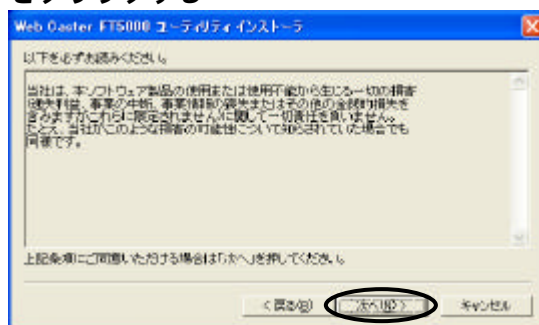 をクリックする
Web Caster FT5000 ユーティリティ インストーラ
以下を必ずお読みください。
当社は、本ソフトウェア製品の使用または使用不能から生じる一切の損害
(逸失利益、事業の中断、事業情報の喪失またはその他の金銭的損失を
含みますがこれらに限定されません)に関して一切責任を負いません。
たとえ、当社がこのような損害の可能性について知らされていた場合でも
同様です。
上記条項にご同意いただける場合は「次へ」を押してください。
< 戻る(B)
次へ(N) >
キャンセル